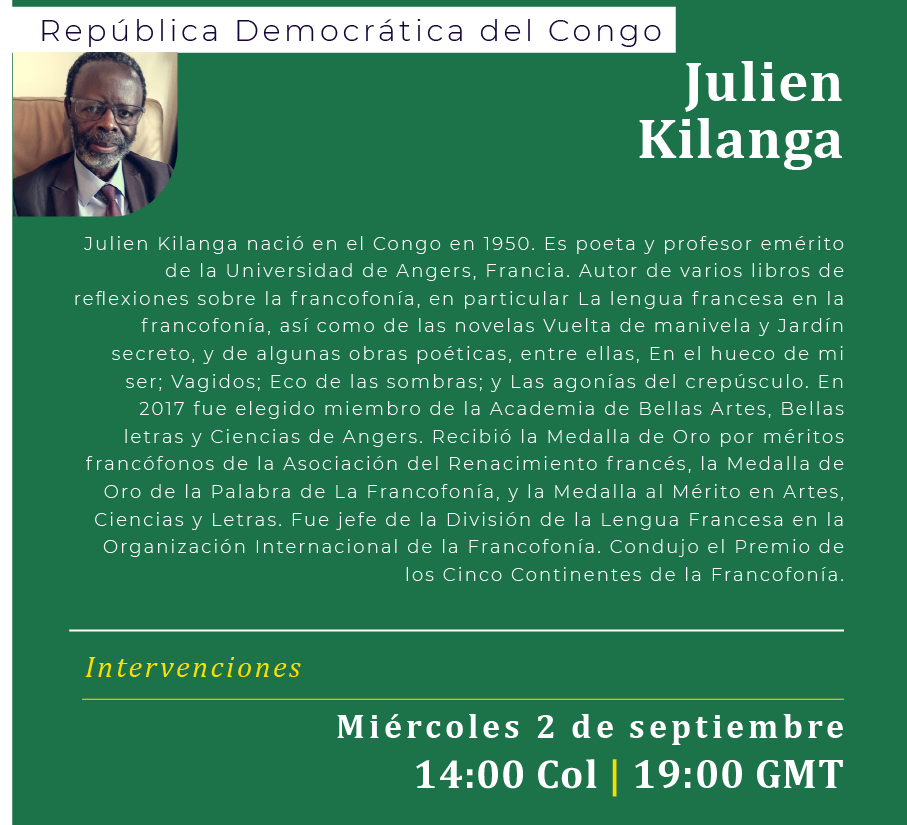 República Democrática del Congo
Julien
Kilanga
Julien Kilanga nació en el Congo en 1950. Es poeta y profesor emérito
de la Universidad de Angers, Francia. Autor de varios libros de
reflexiones sobre la francofonía, en particular La lengua francesa en la
francofonía, así como de las novelas Vuelta de manivela y Jardín
secreto, y de algunas obras poéticas, entre ellas, En el hueco de mi
ser; Vagidos; Eco de las sombras; y Las agonías del crepúsculo. En
2017 fue elegido miembro de la Academia de Bellas Artes, Bellas
letras y Ciencias de Angers. Recibió la Medalla de Oro por méritos
francófonos de la Asociación del Renacimiento francés, la Medalla de
Oro de la Palabra de La Francofonía, y la Medalla al Mérito en Artes,
Ciencias y Letras. Fue jefe de la División de la Lengua Francesa en la
Organización Internacional de la Francofonía. Condujo el Premio de
los Cinco Continentes de la Francofonía.
Intervenciones
Miércoles 2 de septiembre
14:00 Col | 19:00 GMT